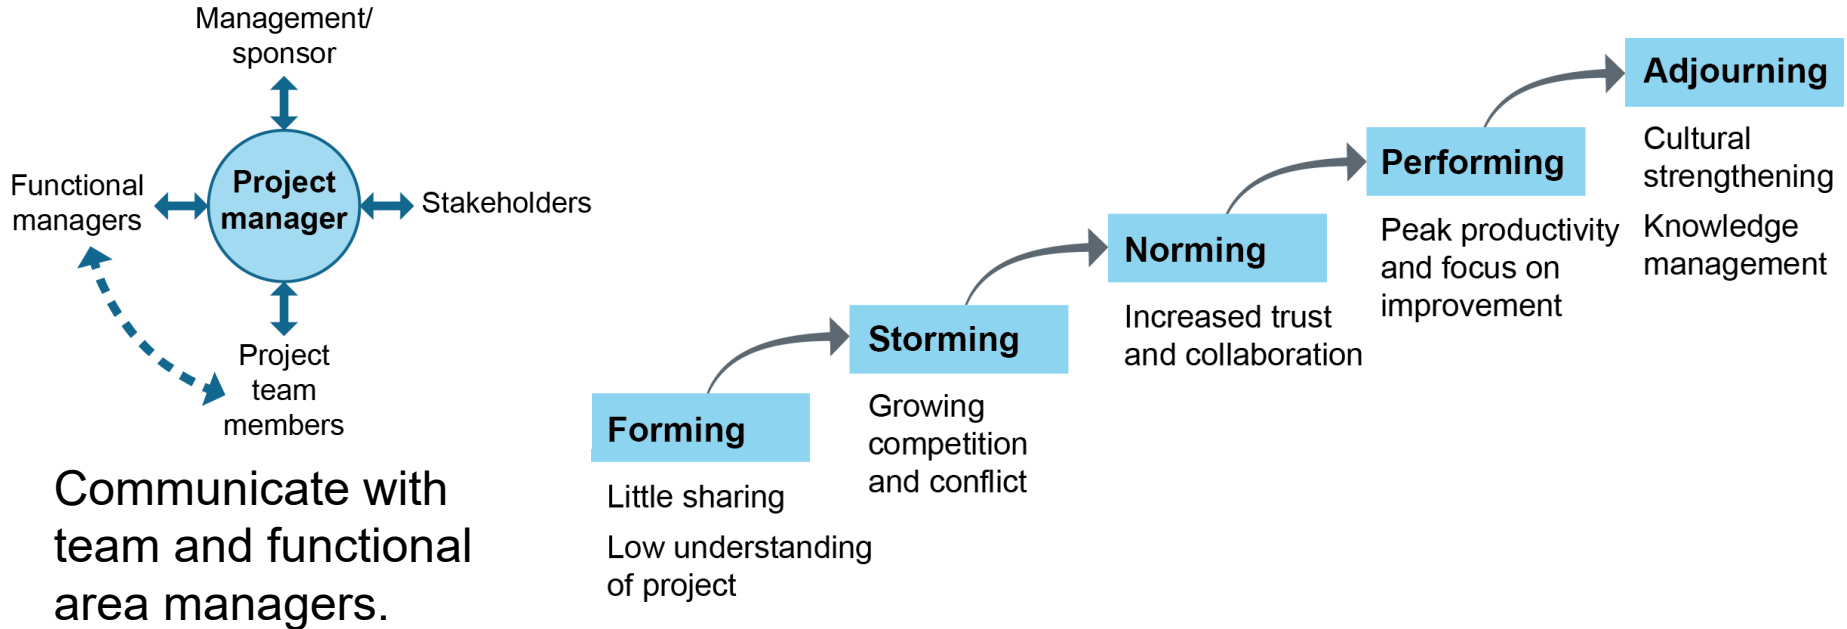 Management/
sponsor
Functional
managers
Project
manager
Stakeholders
Project
team
members
Communicate with
team and functional
area managers.
Forming
Little sharing
Low understanding
of project
Storming
Growing
competition
and conflict
Norming
Increased trust
and collaboration
Performing
Peak productivity
and focus on
improvement
Adjourning
Cultural
strengthening
Knowledge
management